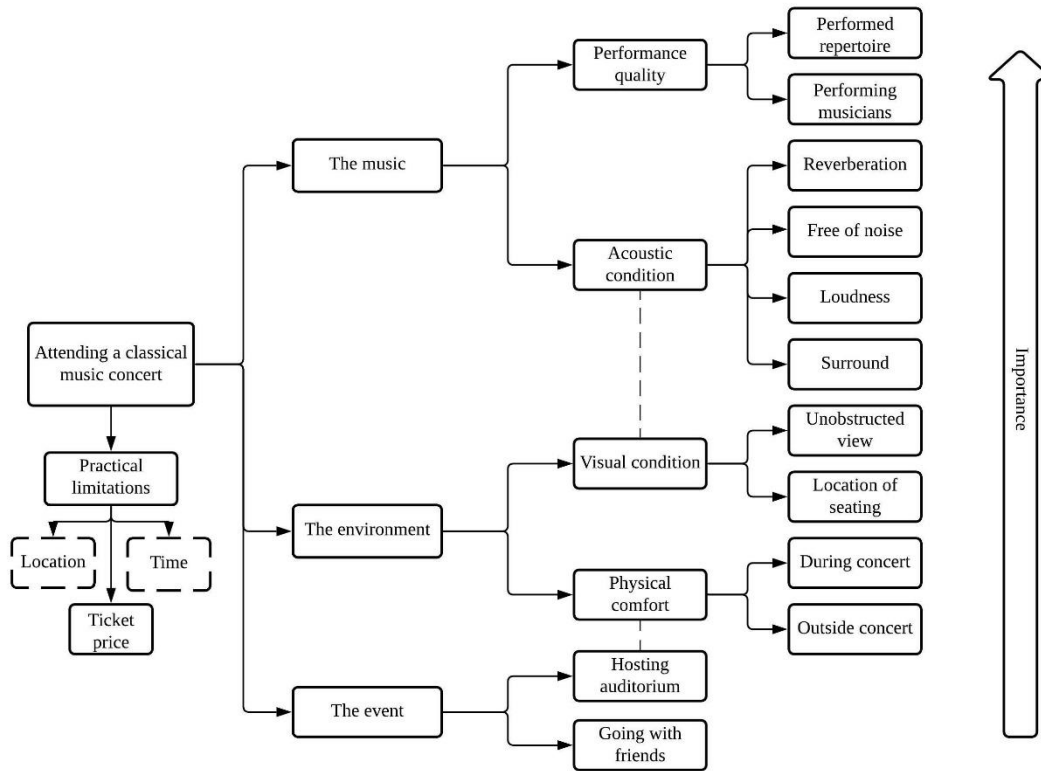 Performed
repertoire
Performance
quality
Performing
musicians
The music
Reverberation
Free of noise
Acoustic
condition
Loudness
Surround
Attending a classical
music concert
Importance
Unobstructed
view
Practical
limitations
Visual condition
Location of
seating
The environment
Location
Time
During concert
Physical
comfort
Outside concert
Ticket
price
Hosting
auditorium
The event
Going with
friends